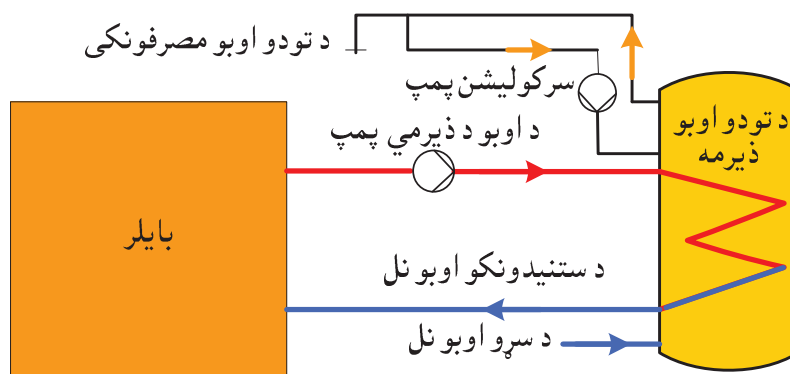 د تودو اوبو مصرفونکی
سرکولیشن پمپ
د تودو اوبو
ذیرمه
د اوبو د ذیرمي پمپ
بایلر
د ستنیدونکو اوبو نل
د سړو اوبو نل